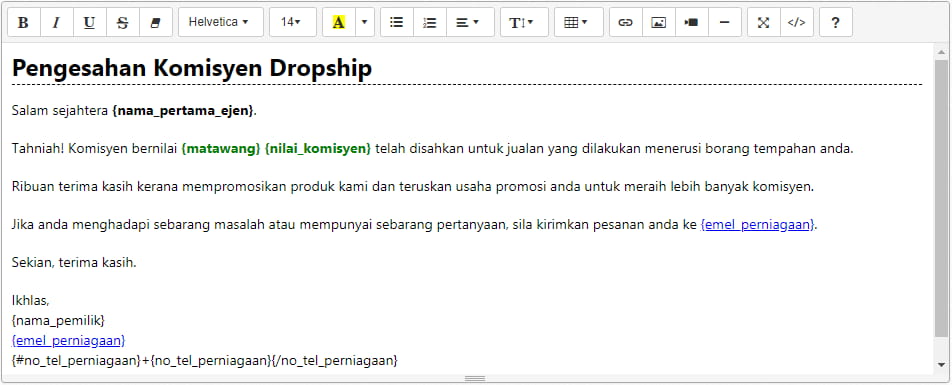 B I U S Helvetica 14 A T! </> ?
Pengesahan Komisyen Dropship
Salam sejahtera {nama_pertama_ejen}.
Tahniah! Komisyen bernilai {matawang} {nilai_komisyen} telah disahkan untuk jualan yang dilakukan menerusi borang tempahan anda.
Ribuan terima kasih kerana mempromosikan produk kami dan teruskan usaha promosi anda untuk meraih lebih banyak komisyen.
Jika anda menghadapi sebarang masalah atau mempunyai sebarang pertanyaan, sila kirimkan pesanan anda ke {emel_perniagaan}.
Sekian, terima kasih.
Ikhlas,
{nama_pemilik}
{emel_perniagaan}
{#no_tel_perniagaan}+{no_tel_perniagaan}{/no_tel_perniagaan}